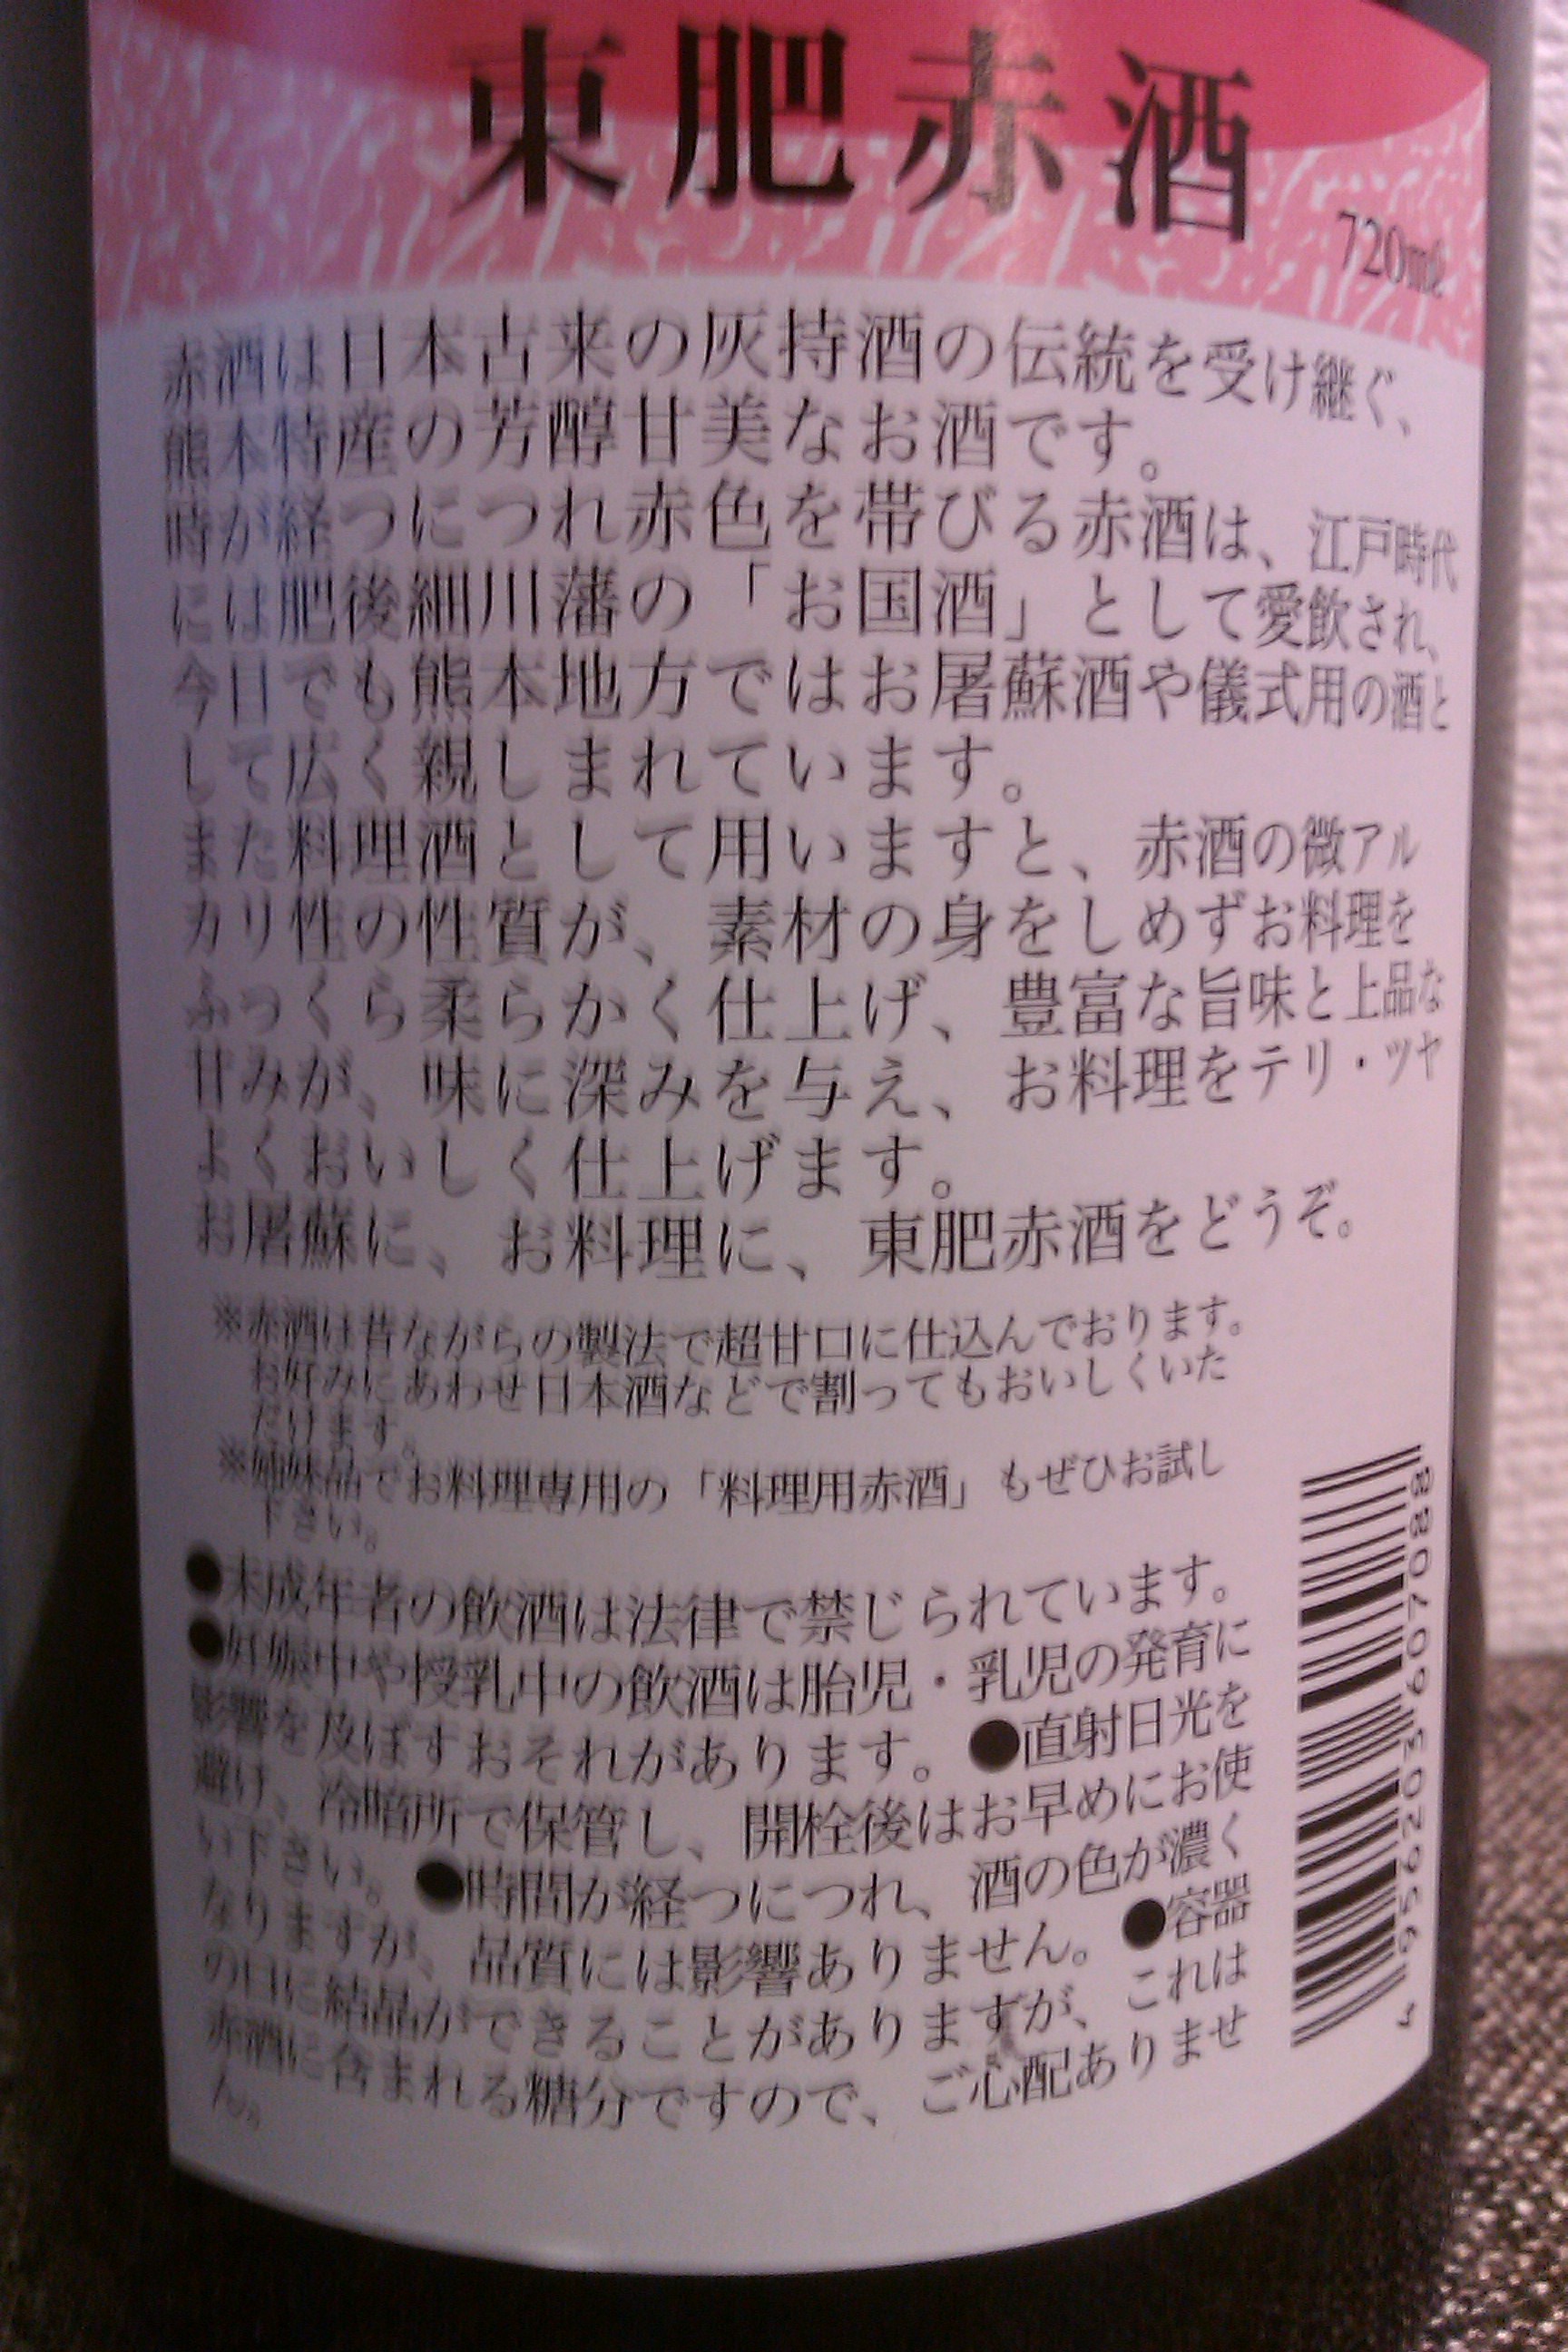 東肥赤酒
720mℓ
赤酒は日本古来の灰持酒の伝統を受け継ぐ、
熊本特産の芳醇甘美なお酒です。
時が経つにつれ赤色を帯びる赤酒は、江戸時代
には肥後細川藩の「お国酒」として愛飲され、
今日でも熊本地方ではお屠蘇酒や儀式用の酒と
して広く親しまれています。
また料理酒として用いますと、赤酒の微アル
カリ性の性質が、素材の身をしめずお料理を
ふっくら柔らかく仕上げ、豊富な旨味と上品な
甘みが、味に深みを与え、お料理をテリ・ツヤ
よくおいしく仕上げます。
お屠蘇に、お料理に、東肥赤酒をどうぞ。
※赤酒は昔ながらの製法で超甘口に仕込んでおります。
お好みにあわせ日本酒などで割ってもおいしくいた
だけます。
※姉妹品でお料理専用の「料理用赤酒」もぜひお試し
下さい。
●未成年者の飲酒は法律で禁じられています。
●妊娠中や授乳中の飲酒は胎児・乳児の発育に
影響を及ぼすおそれがあります。●直射日光を
避け、冷暗所で保管し、開栓後はお早めにお使
い下さい。●時間が経つにつれ、酒の色が濃く
なりますが、品質には影響ありません。●容器
の口に結晶ができることがありますが、これは
赤酒に含まれる糖分ですので、ご心配ありませ
ん。
4956203607088